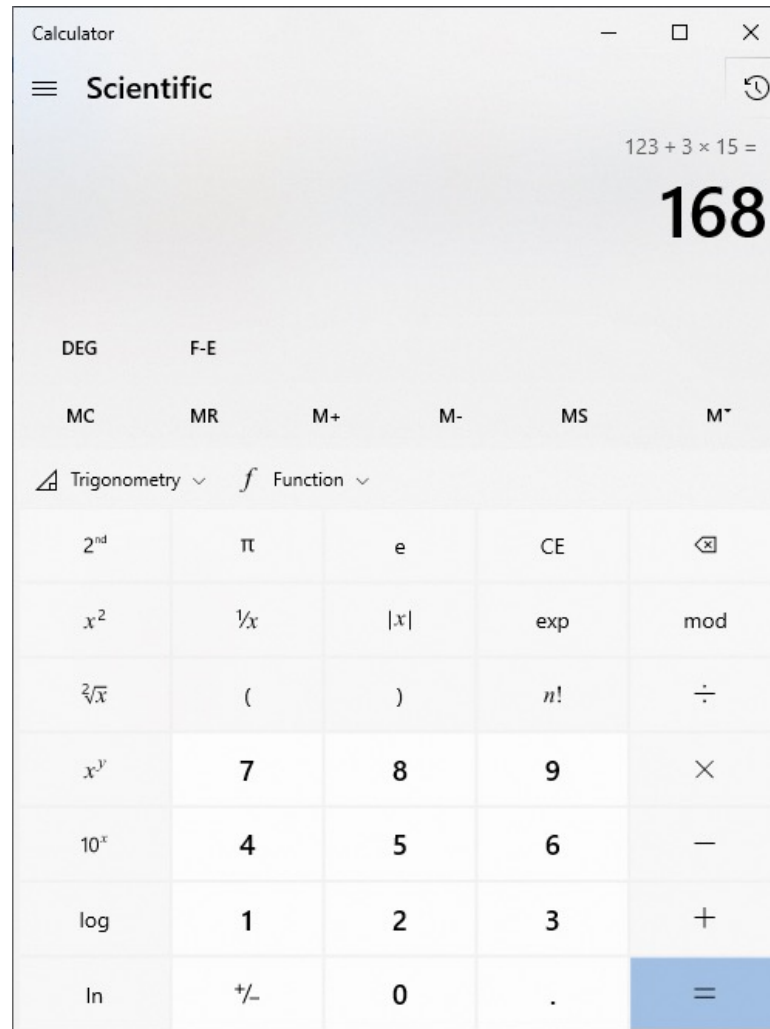 Calculator
Scientific
123 + 3 × 15 =
168
DEG F-E
MC MR M+ M- MS M˅
Trigonometry f Function
2ⁿᵈ π e CE
x² ¹/x |x| exp mod
²√x ( ) n! ÷
xʸ 7 8 9 ×
10ˣ 4 5 6 −
log 1 2 3 +
ln +/− 0 . =